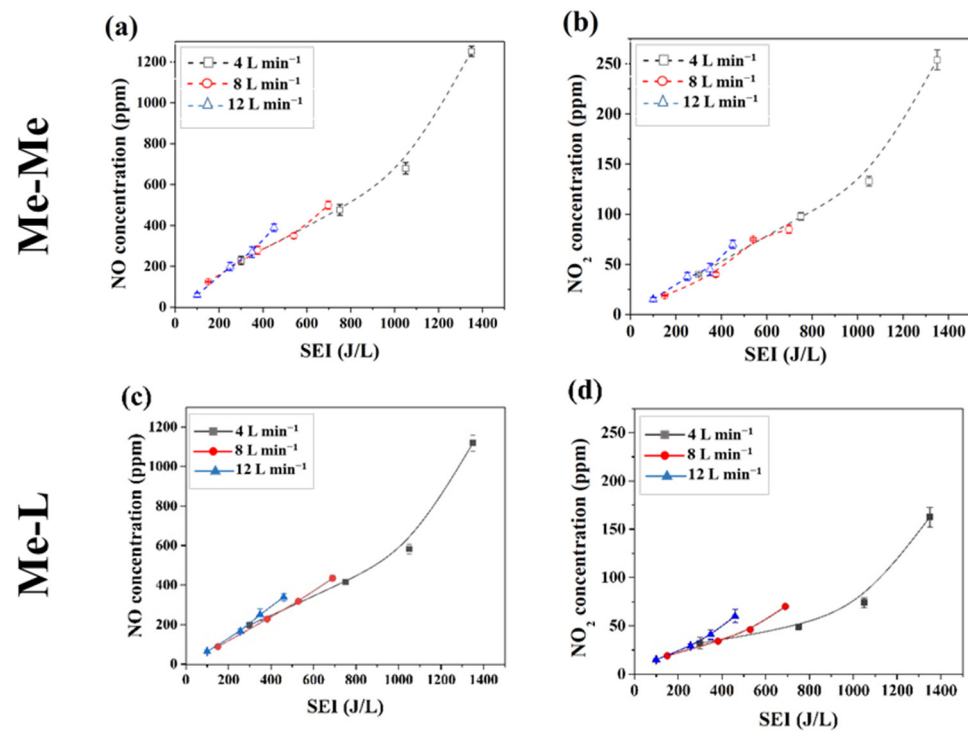 Me-Me
(a)
NO concentration (ppm)
1200
1000
800
600
400
200
0
4 L min⁻¹
8 L min⁻¹
12 L min⁻¹
0 200 400 600 800 1000 1200 1400
SEI (J/L)
(b)
NO₂ concentration (ppm)
250
200
150
100
50
0
4 L min⁻¹
8 L min⁻¹
12 L min⁻¹
0 200 400 600 800 1000 1200 1400
SEI (J/L)
Me-L
(c)
NO concentration (ppm)
1200
1000
800
600
400
200
0
4 L min⁻¹
8 L min⁻¹
12 L min⁻¹
0 200 400 600 800 1000 1200 1400
SEI (J/L)
(d)
NO₂ concentration (ppm)
250
200
150
100
50
0
4 L min⁻¹
8 L min⁻¹
12 L min⁻¹
0 200 400 600 800 1000 1200 1400
SEI (J/L)